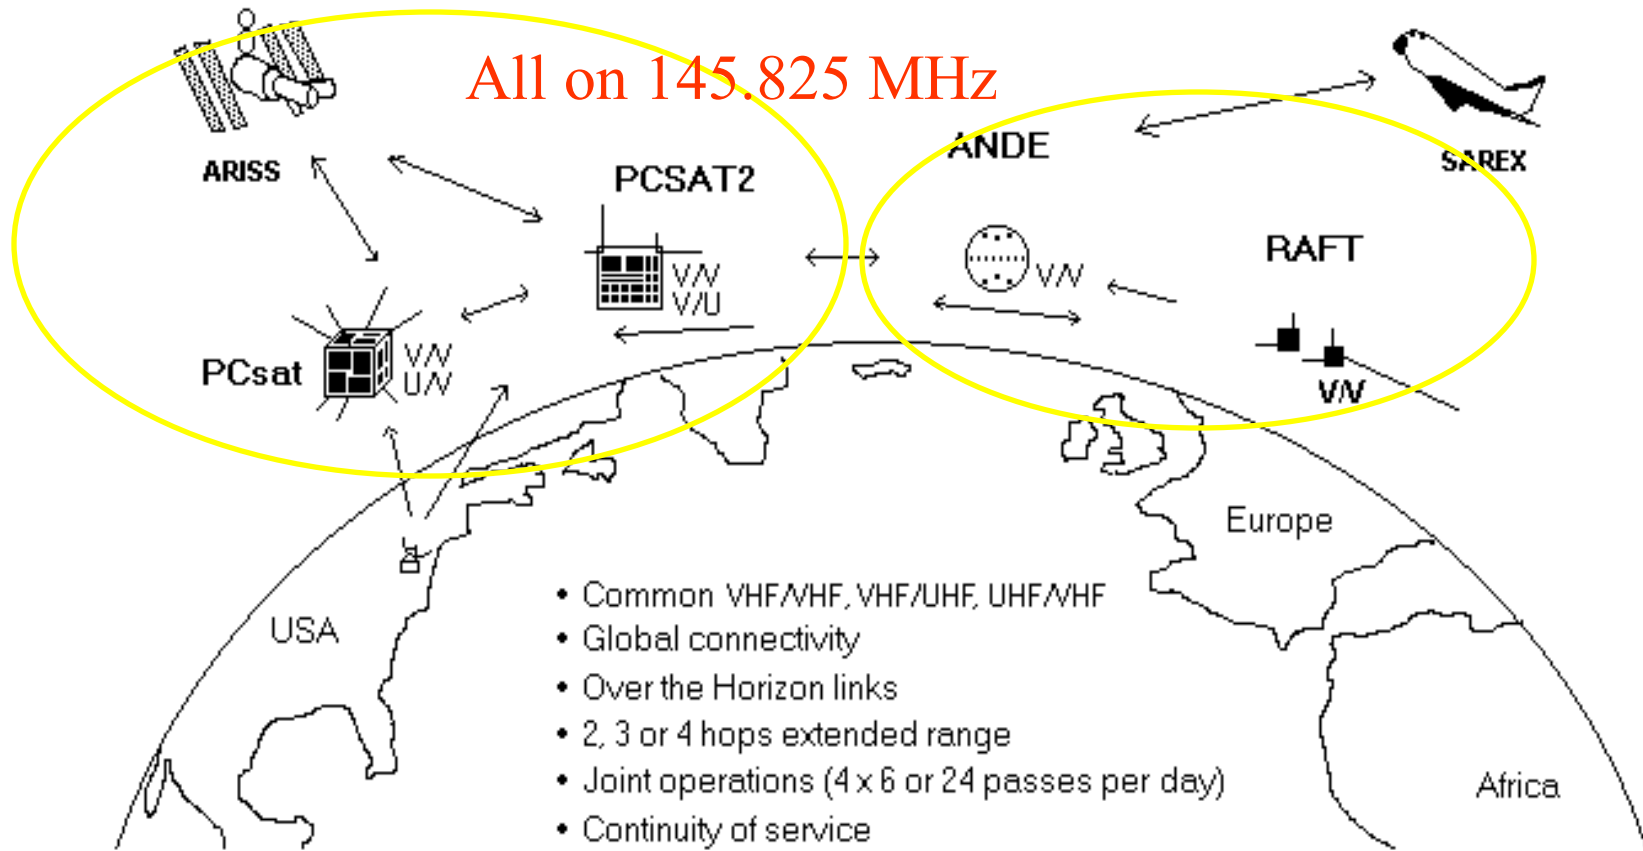 All on 145.825 MHz
ARISS
PCSAT2
ANDE
SAREX
RAFT
V/V
V/U
V/V
PCsat
V/V
U/V
V/V
Europe
USA
• Common VHF/VHF, VHF/UHF, UHF/VHF
• Global connectivity
• Over the Horizon links
• 2, 3 or 4 hops extended range
• Joint operations (4 x 6 or 24 passes per day)
• Continuity of service
Africa